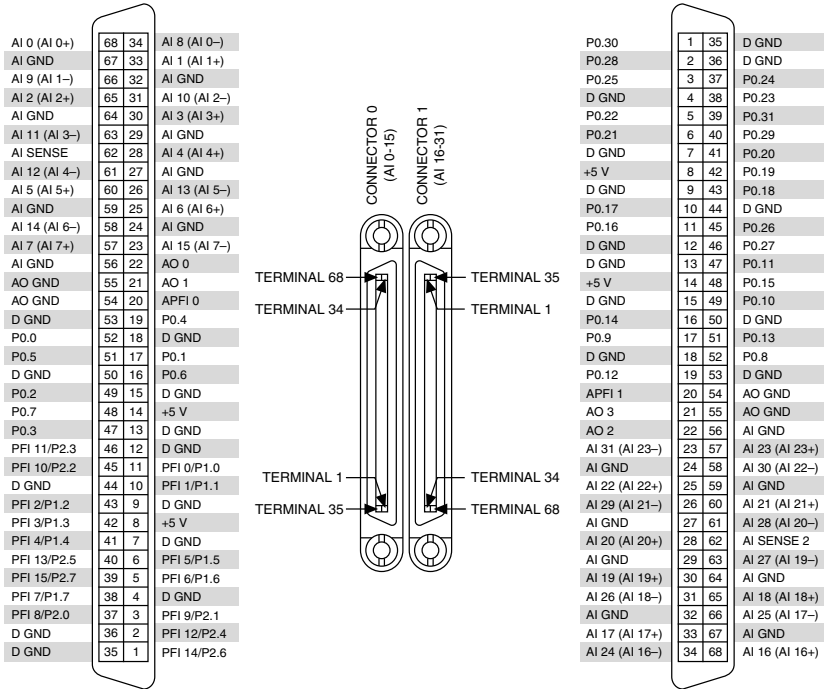 AI 0 (AI 0+) 68 34 AI 8 (AI 0–)
AI GND 67 33 AI 1 (AI 1+)
AI 9 (AI 1–) 66 32 AI GND
AI 2 (AI 2+) 65 31 AI 10 (AI 2–)
AI GND 64 30 AI 3 (AI 3+)
AI 11 (AI 3–) 63 29 AI GND
AI SENSE 62 28 AI 4 (AI 4+)
AI 12 (AI 4–) 61 27 AI GND
AI 5 (AI 5+) 60 26 AI 13 (AI 5–)
AI GND 59 25 AI 6 (AI 6+)
AI 14 (AI 6–) 58 24 AI GND
AI 7 (AI 7+) 57 23 AI 15 (AI 7–)
AI GND 56 22 AO 0
AO GND 55 21 AO 1
AO GND 54 20 APFI 0
D GND 53 19 P0.4
P0.0 52 18 D GND
P0.5 51 17 P0.1
D GND 50 16 P0.6
P0.2 49 15 D GND
P0.7 48 14 +5 V
P0.3 47 13 D GND
PFI 11/P2.3 46 12 D GND
PFI 10/P2.2 45 11 PFI 0/P1.0
D GND 44 10 PFI 1/P1.1
PFI 2/P1.2 43 9 D GND
PFI 3/P1.3 42 8 +5 V
PFI 4/P1.4 41 7 D GND
PFI 13/P2.5 40 6 PFI 5/P1.5
PFI 15/P2.7 39 5 PFI 6/P1.6
PFI 7/P1.7 38 4 D GND
PFI 8/P2.0 37 3 PFI 9/P2.1
D GND 36 2 PFI 12/P2.4
D GND 35 1 PFI 14/P2.6
CONNECTOR 0
(AI 0-15)
CONNECTOR 1
(AI 16-31)
TERMINAL 68
TERMINAL 35
TERMINAL 34
TERMINAL 1
TERMINAL 1
TERMINAL 34
TERMINAL 35
TERMINAL 68
P0.30 1 35 D GND
P0.28 2 36 D GND
P0.25 3 37 P0.24
D GND 4 38 P0.23
P0.22 5 39 P0.31
P0.21 6 40 P0.29
D GND 7 41 P0.20
+5 V 8 42 P0.19
D GND 9 43 P0.18
P0.17 10 44 D GND
P0.16 11 45 P0.26
D GND 12 46 P0.27
D GND 13 47 P0.11
+5 V 14 48 P0.15
D GND 15 49 P0.10
P0.14 16 50 D GND
P0.9 17 51 P0.13
D GND 18 52 P0.8
P0.12 19 53 D GND
APFI 1 20 54 AO GND
AO 3 21 55 AO GND
AO 2 22 56 AI GND
AI 31 (AI 23–) 23 57 AI 23 (AI 23+)
AI GND 24 58 AI 30 (AI 22–)
AI 22 (AI 22+) 25 59 AI GND
AI 29 (AI 21–) 26 60 AI 21 (AI 21+)
AI GND 27 61 AI 28 (AI 20–)
AI 20 (AI 20+) 28 62 AI SENSE 2
AI GND 29 63 AI 27 (AI 19–)
AI 19 (AI 19+) 30 64 AI GND
AI 26 (AI 18–) 31 65 AI 18 (AI 18+)
AI GND 32 66 AI 25 (AI 17–)
AI 17 (AI 17+) 33 67 AI GND
AI 24 (AI 16–) 34 68 AI 16 (AI 16+)